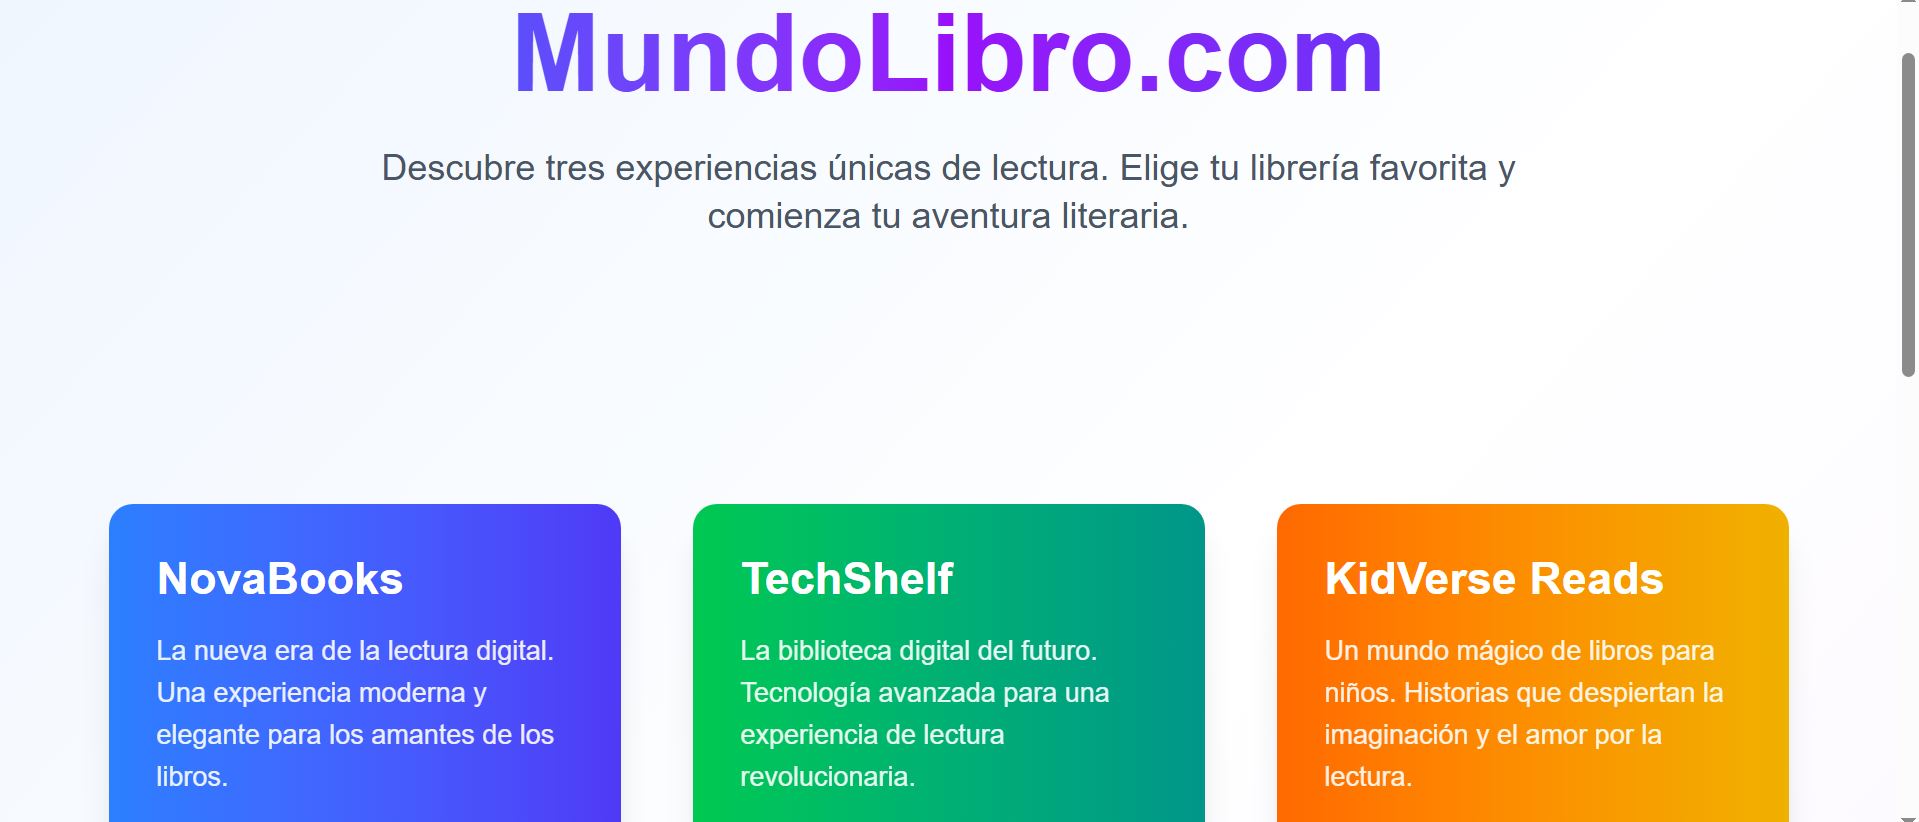 MundoLibro.com
Descubre tres experiencias únicas de lectura. Elige tu librería favorita y
comienza tu aventura literaria.
NovaBooks
La nueva era de la lectura digital.
Una experiencia moderna y
elegante para los amantes de los
libros.
TechShelf
La biblioteca digital del futuro.
Tecnología avanzada para una
experiencia de lectura
revolucionaria.
KidVerse Reads
Un mundo mágico de libros para
niños. Historias que despiertan la
imaginación y el amor por la
lectura.